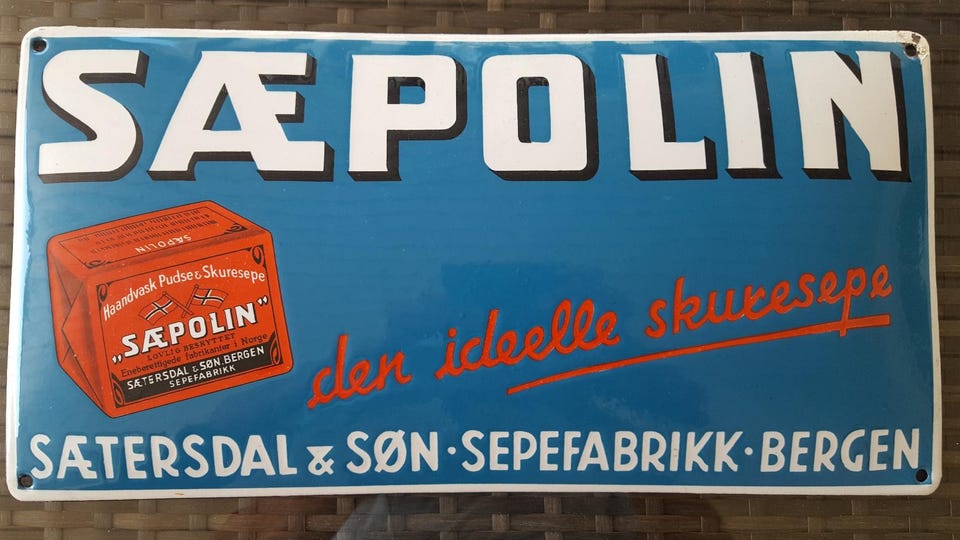 SÆPOLIN
SÆPOLIN
Haandvask Pudse & Skuresepe
„SÆPOLIN”
LOVLIG BESKYTTET
Eneberettigede fabrikanter i Norge
SÆTERSDAL & SØN.BERGEN
SEPEFABRIKK
den ideelle skuresepe
SÆTERSDAL & SØN·SEPEFABRIKK·BERGEN